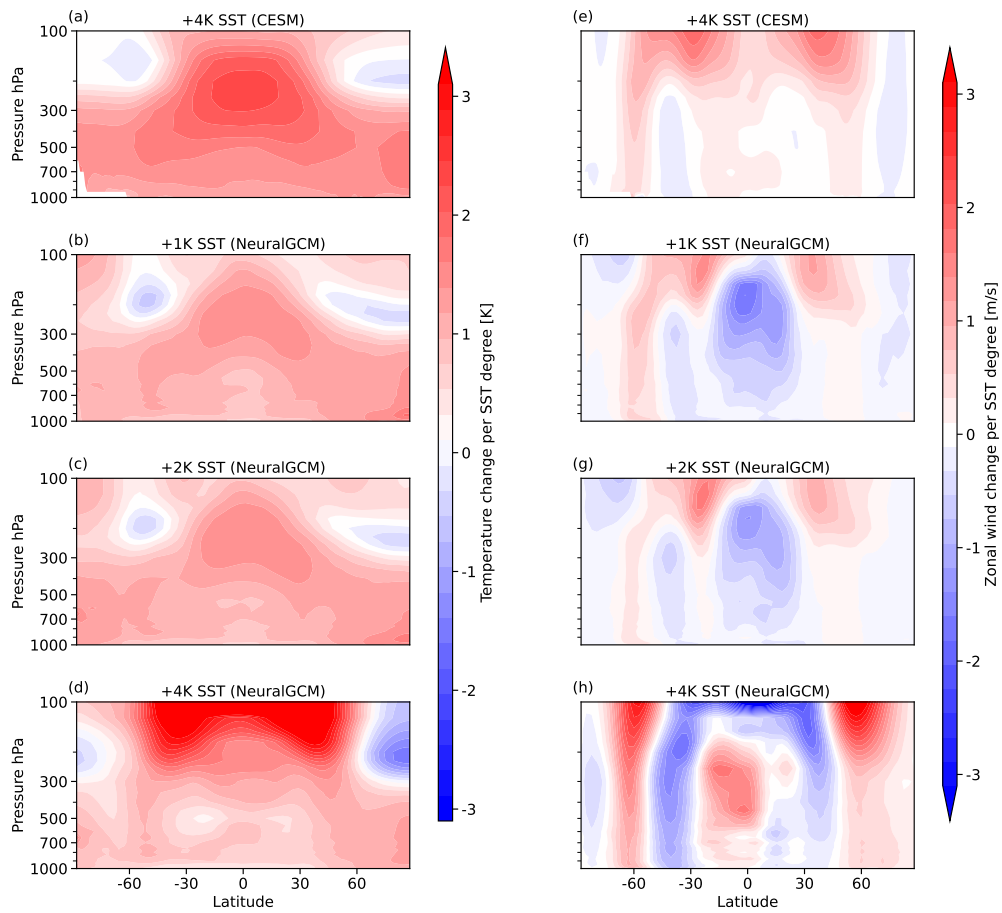 (a) +4K SST (CESM)
100
300
500
700
1000
Pressure hPa
(b) +1K SST (NeuralGCM)
100
300
500
700
1000
Pressure hPa
(c) +2K SST (NeuralGCM)
100
300
500
700
1000
Pressure hPa
(d) +4K SST (NeuralGCM)
100
300
500
700
1000
Pressure hPa
-60 -30 0 30 60
Latitude
3
2
1
0
-1
-2
-3
Temperature change per SST degree [K]
(e) +4K SST (CESM)
(f) +1K SST (NeuralGCM)
(g) +2K SST (NeuralGCM)
(h) +4K SST (NeuralGCM)
-60 -30 0 30 60
Latitude
3
2
1
0
-1
-2
-3
Zonal wind change per SST degree [m/s]